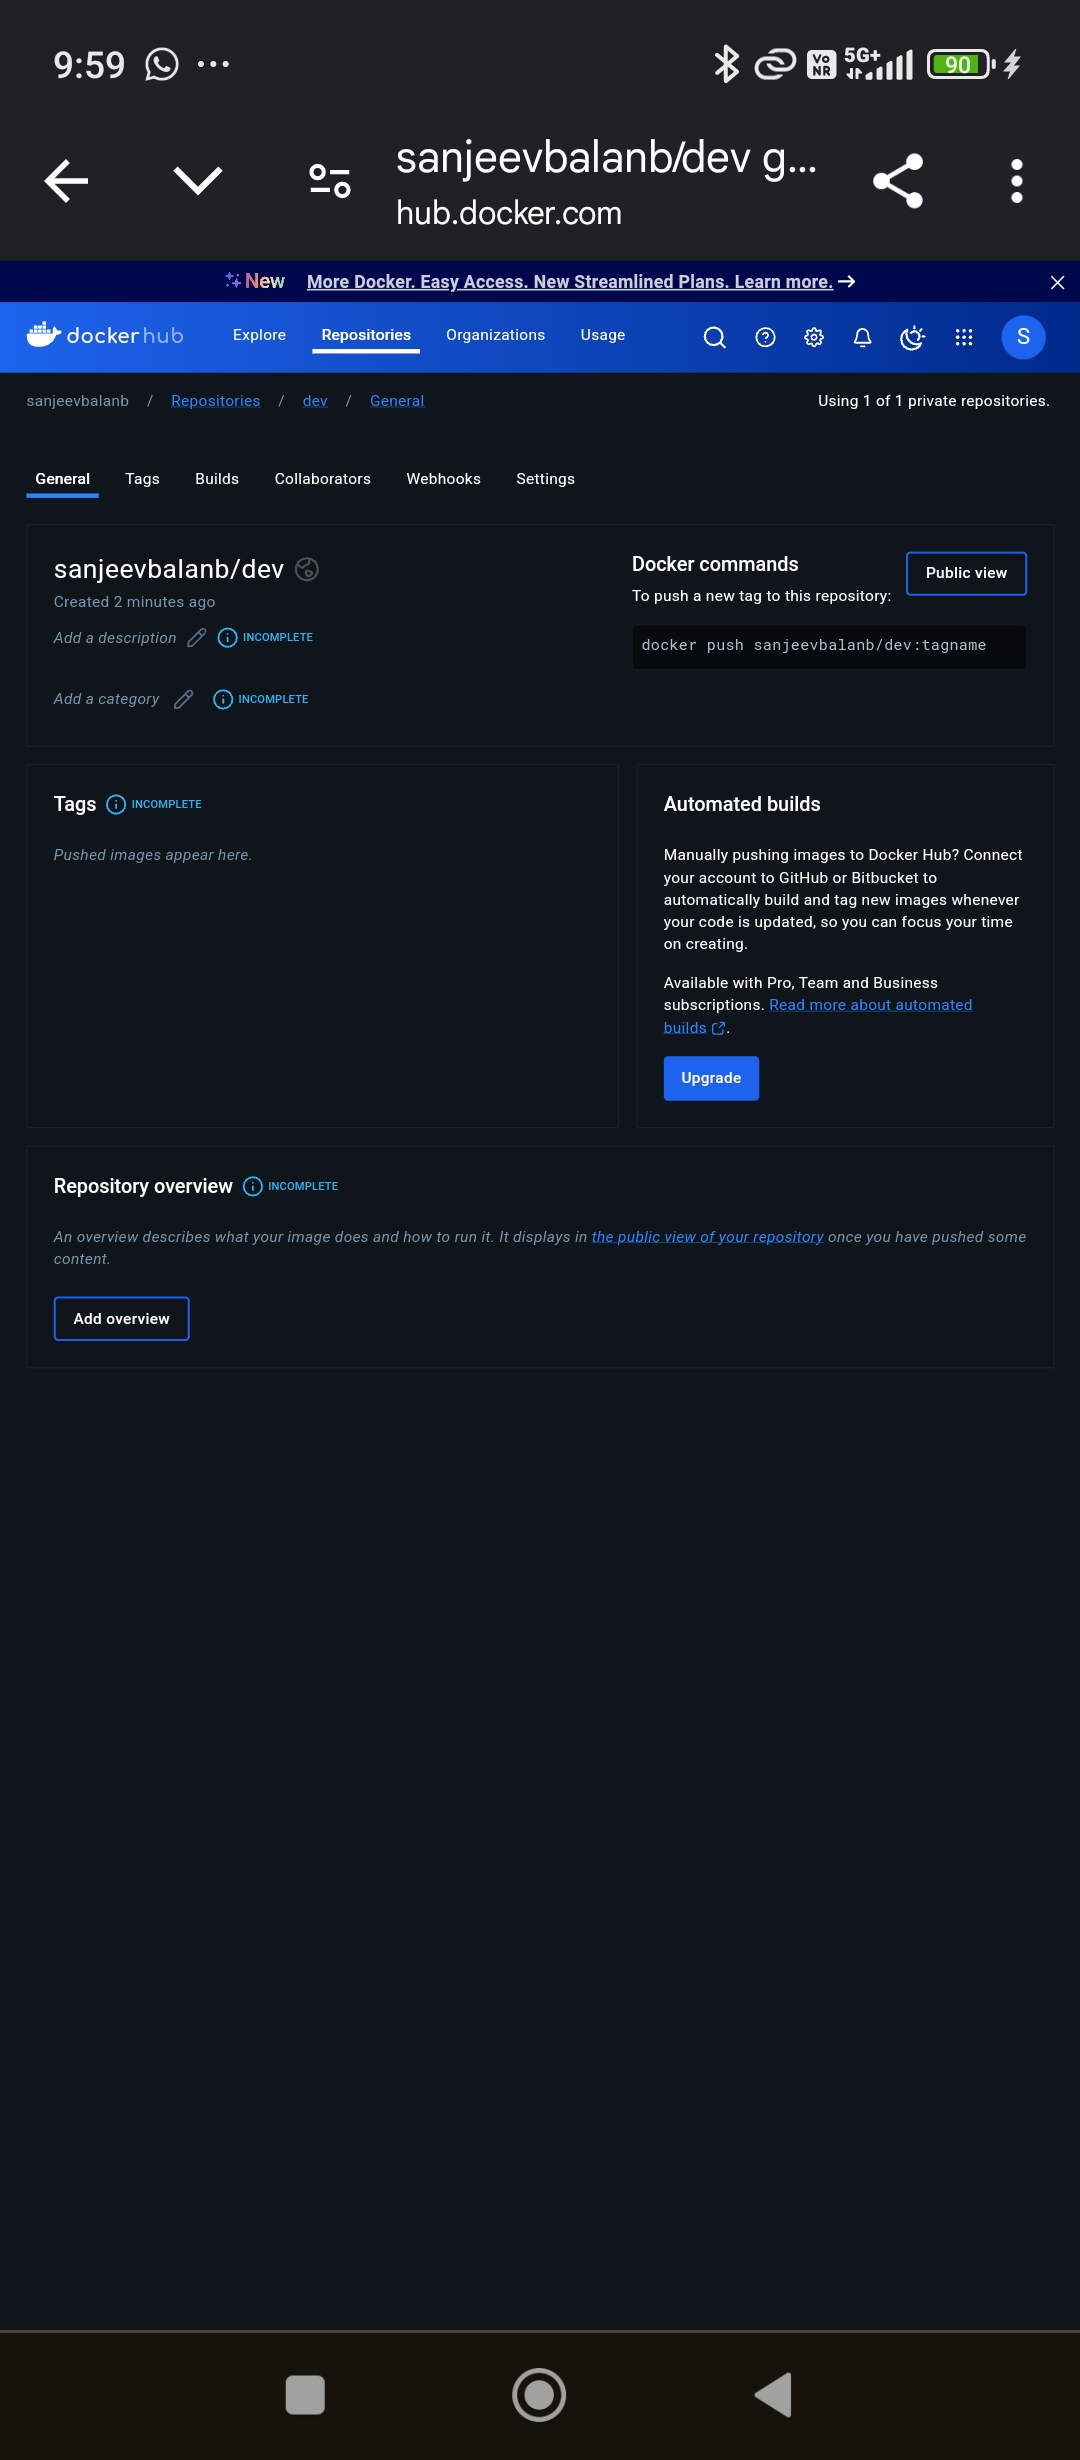 9:59
Vo NR 5G+ 90
sanjeevbalanb/dev g...
hub.docker.com
New More Docker. Easy Access. New Streamlined Plans. Learn more.
dockerhub Explore Repositories Organizations Usage S
sanjeevbalanb / Repositories / dev / General Using 1 of 1 private repositories.
General Tags Builds Collaborators Webhooks Settings
sanjeevbalanb/dev
Created 2 minutes ago
Add a description INCOMPLETE
Add a category INCOMPLETE
Docker commands
Public view
To push a new tag to this repository:
docker push sanjeevbalanb/dev:tagname
Tags INCOMPLETE
Pushed images appear here.
Automated builds
Manually pushing images to Docker Hub? Connect
your account to GitHub or Bitbucket to
automatically build and tag new images whenever
your code is updated, so you can focus your time
on creating.
Available with Pro, Team and Business
subscriptions. Read more about automated
builds.
Upgrade
Repository overview INCOMPLETE
An overview describes what your image does and how to run it. It displays in the public view of your repository once you have pushed some
content.
Add overview